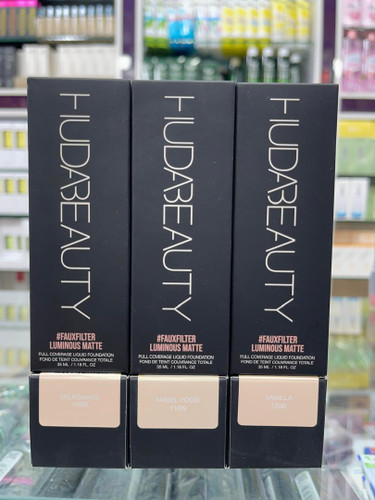 HUDABEAUTY
#FAUXFILTER
LUMINOUS MATTE
FULL COVERAGE LIQUID FOUNDATION
FOND DE TEINT COUVRANCE TOTALE
35 ML / 1.18 FL. OZ
MILKSHAKE
HUDABEAUTY
#FAUXFILTER
LUMINOUS MATTE
FULL COVERAGE LIQUID FOUNDATION
FOND DE TEINT COUVRANCE TOTALE
35 ML / 1.18 FL. OZ
ANGEL FOOD
HUDABEAUTY
#FAUXFILTER
LUMINOUS MATTE
FULL COVERAGE LIQUID FOUNDATION
FOND DE TEINT COUVRANCE TOTALE
35 ML / 1.18 FL. OZ
VANILLA